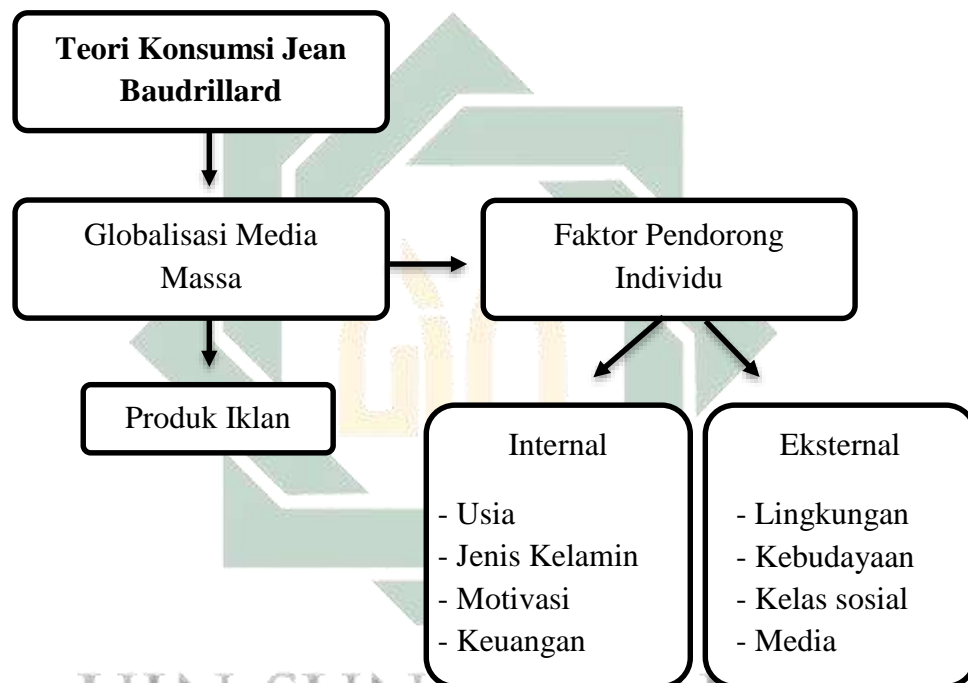 Teori Konsumsi Jean
Baudrillard
Globalisasi Media
Massa
Faktor Pendorong
Individu
Produk Iklan
Internal
- Usia
- Jenis Kelamin
- Motivasi
- Keuangan
Eksternal
- Lingkungan
- Kebudayaan
- Kelas sosial
- Media